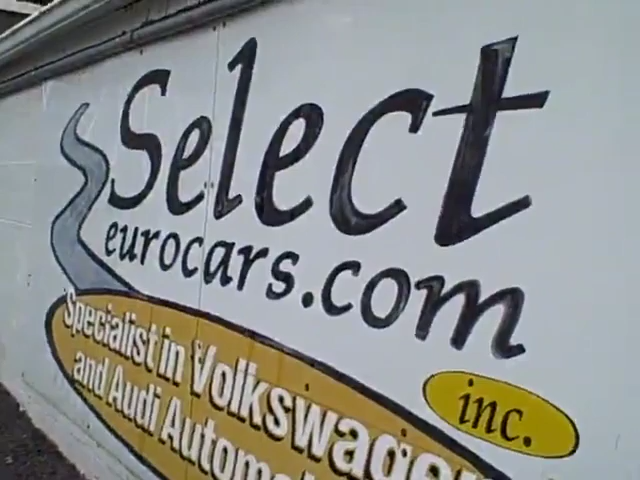 Select
eurocars.com
inc.
Specialist in Volkswagen
and Audi